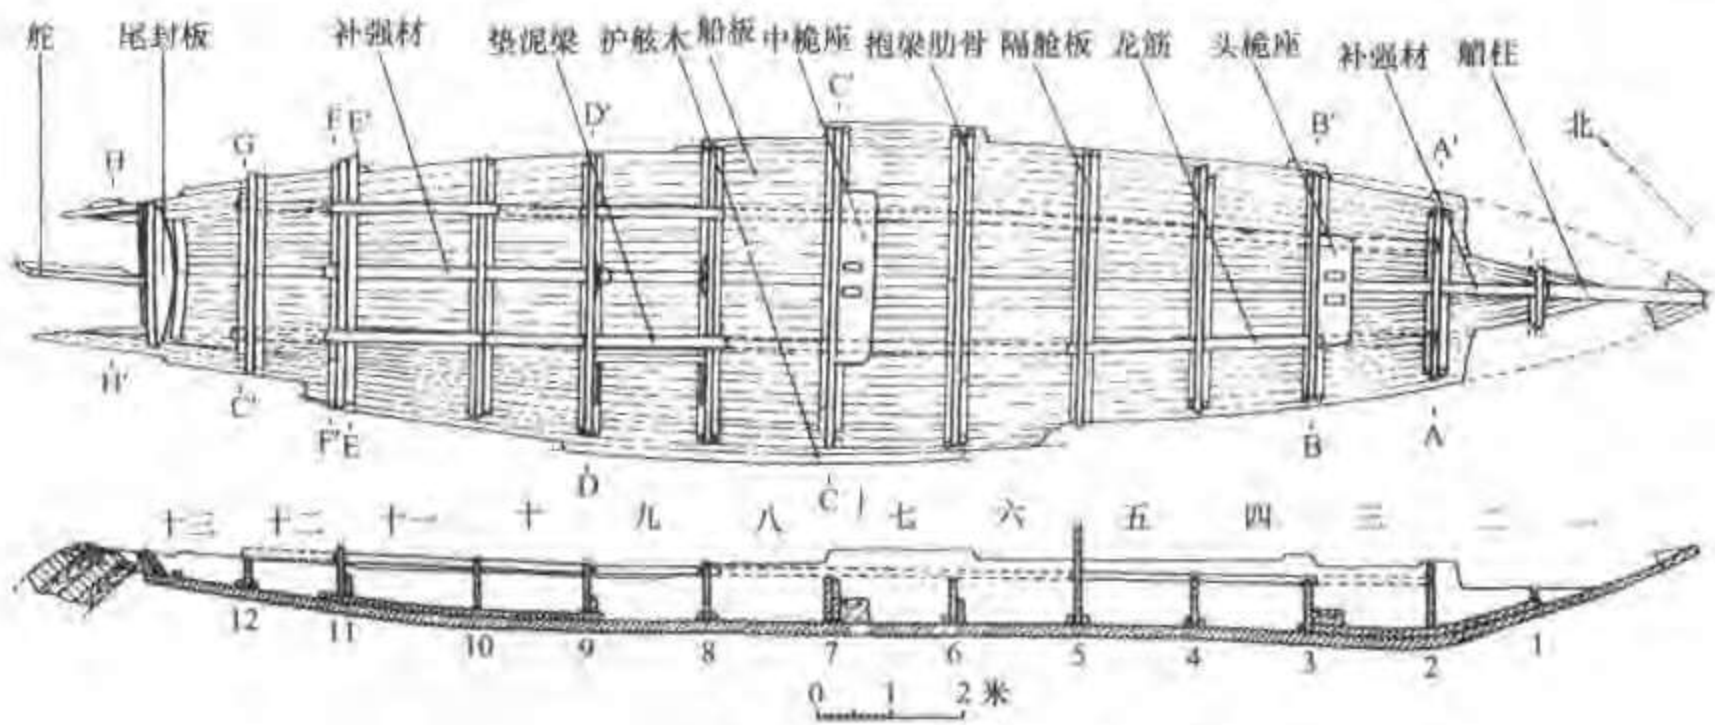 舵 尾封板 补强材 垫泥梁 护舷木 船板 中桅座 抱梁肋骨 隔舱板 龙筋 头桅座 补强材 艏柱
C'
北
F E' D' B' A'
H G
H' G' F' E D C B A
十三 十二 十一 十 九 八 七 六 五 四 三 二 一
12 11 10 9 8 7 6 5 4 3 2 1
0 1 2 米